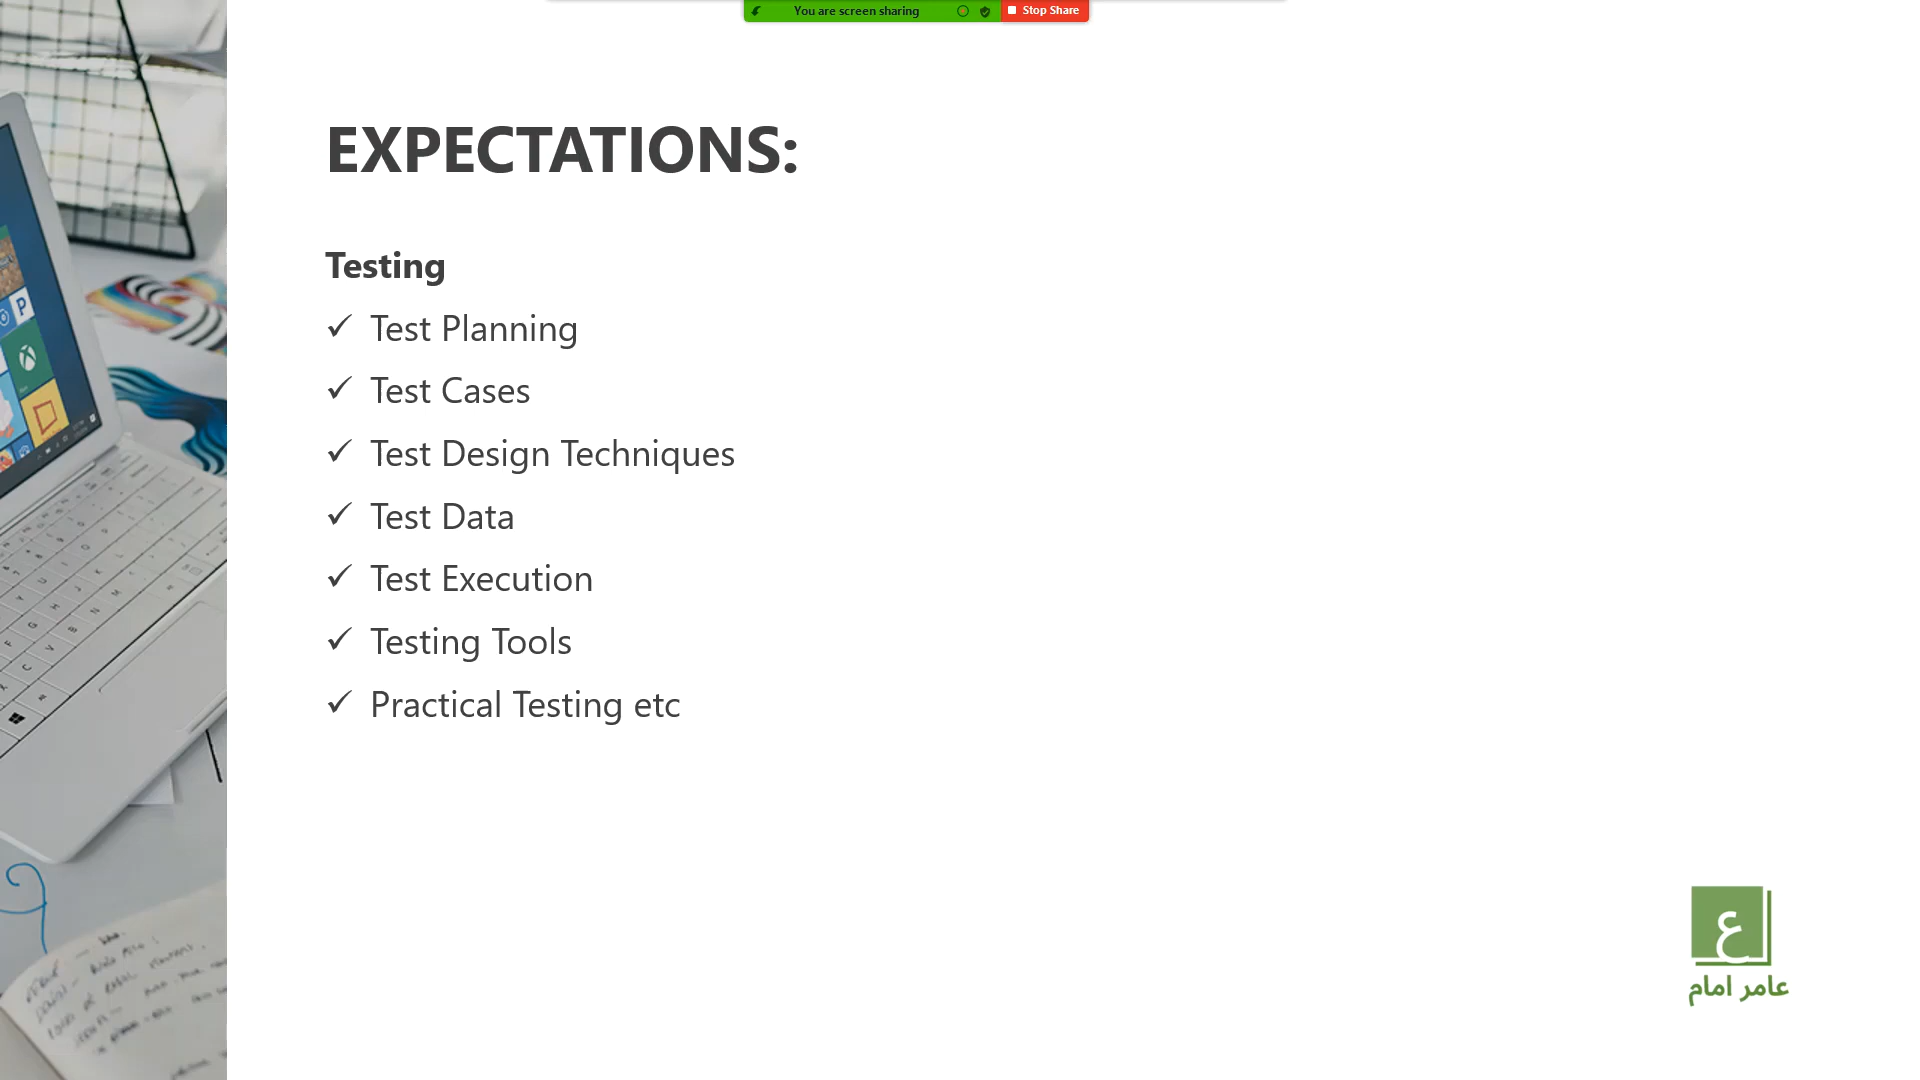 You are screen sharing
Stop Share
EXPECTATIONS:
Testing
✓ Test Planning
✓ Test Cases
✓ Test Design Techniques
✓ Test Data
✓ Test Execution
✓ Testing Tools
✓ Practical Testing etc
ع
عامر امام